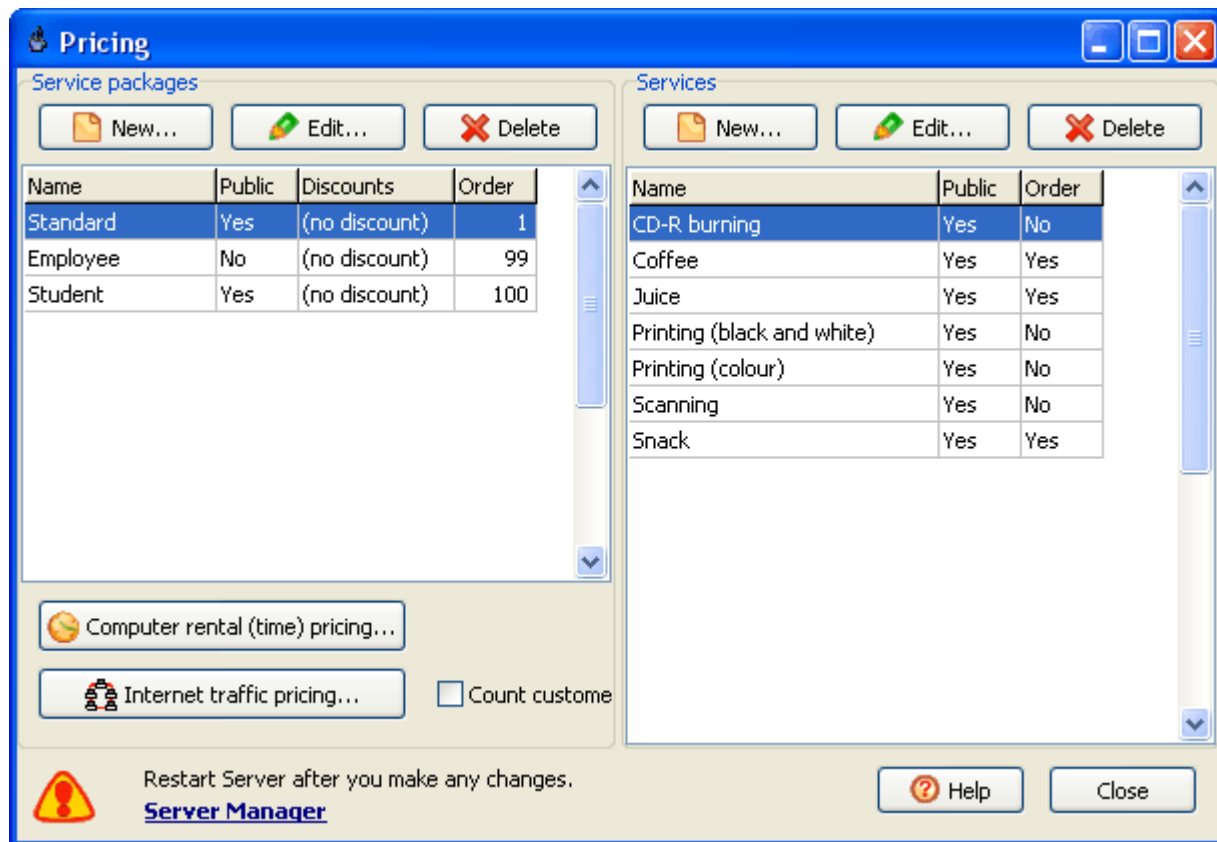 Pricing
Service packages
New... Edit... Delete
Name Public Discounts Order
Standard Yes (no discount) 1
Employee No (no discount) 99
Student Yes (no discount) 100
Computer rental (time) pricing...
Internet traffic pricing... Count custome
Services
New... Edit... Delete
Name Public Order
CD-R burning Yes No
Coffee Yes Yes
Juice Yes Yes
Printing (black and white) Yes No
Printing (colour) Yes No
Scanning Yes No
Snack Yes Yes
Restart Server after you make any changes.
Server Manager
Help Close